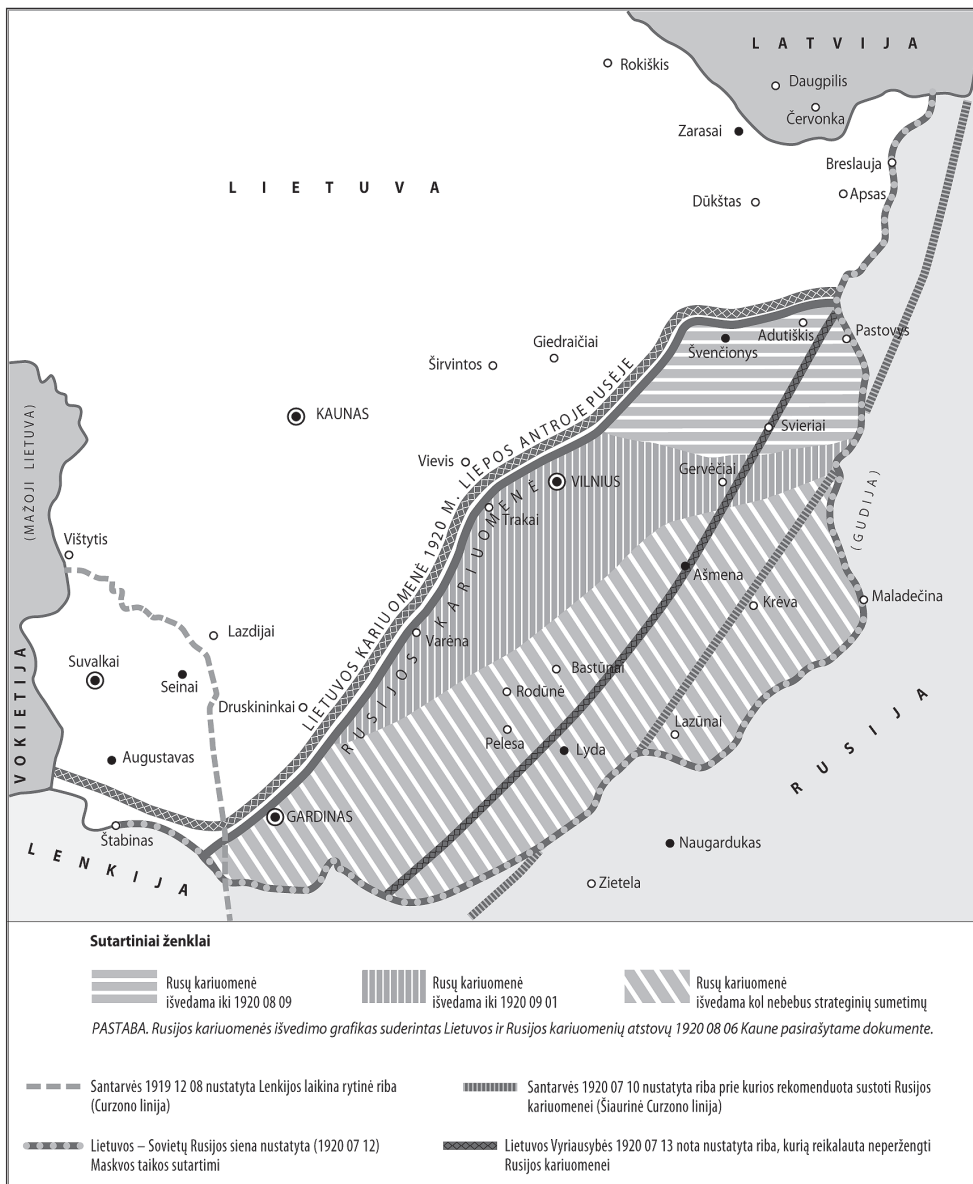 LATVIJA
Rokiškis
Daugpilis
Červonka
Zarasai
Breslauja
LIETUVA
Dūkštas
Apsas
Pastovys
Adutiškis
Švenčionys
Giedraičiai
Širvintos
KAUNAS
(MAŽOJI LIETUVA)
LIETUVOS KARIUOMENĖ 1920 M. LIEPOS ANTROJE PUSĖJE
RUSIJOS KARIUOMENĖ
Svieriai
Vievis
Gervėčiai
VILNIUS
Trakai
(GUDIJA)
Vištytis
Ašmena
Maladečina
Krėva
Lazdijai
Varėna
Suvalkai
Seinai
Bastūnai
Rodūnė
Druskininkai
VOKIETIJA
Lazūnai
Pelesa
Lyda
RUSIJA
Augustavas
GARDINAS
Štabinas
Naugardukas
LENKIJA
Zietela
Sutartiniai ženklai
Rusų kariuomenė
išvedama iki 1920 08 09
Rusų kariuomenė
išvedama iki 1920 09 01
Rusų kariuomenė
išvedama kol nebebus strateginių sumetimų
PASTABA. Rusijos kariuomenės išvedimo grafikas suderintas Lietuvos ir Rusijos kariuomenių atstovų 1920 08 06 Kaune pasirašytame dokumente.
Santarvės 1919 12 08 nustatyta Lenkijos laikina rytinė riba
(Curzono linija)
Santarvės 1920 07 10 nustatyta riba prie kurios rekomenduota sustoti Rusijos
kariuomenei (Šiaurinė Curzono linija)
Lietuvos – Sovietų Rusijos siena nustatyta (1920 07 12)
Maskvos taikos sutartimi
Lietuvos Vyriausybės 1920 07 13 nota nustatyta riba, kurią reikalauta neperžengti
Rusijos kariuomenei